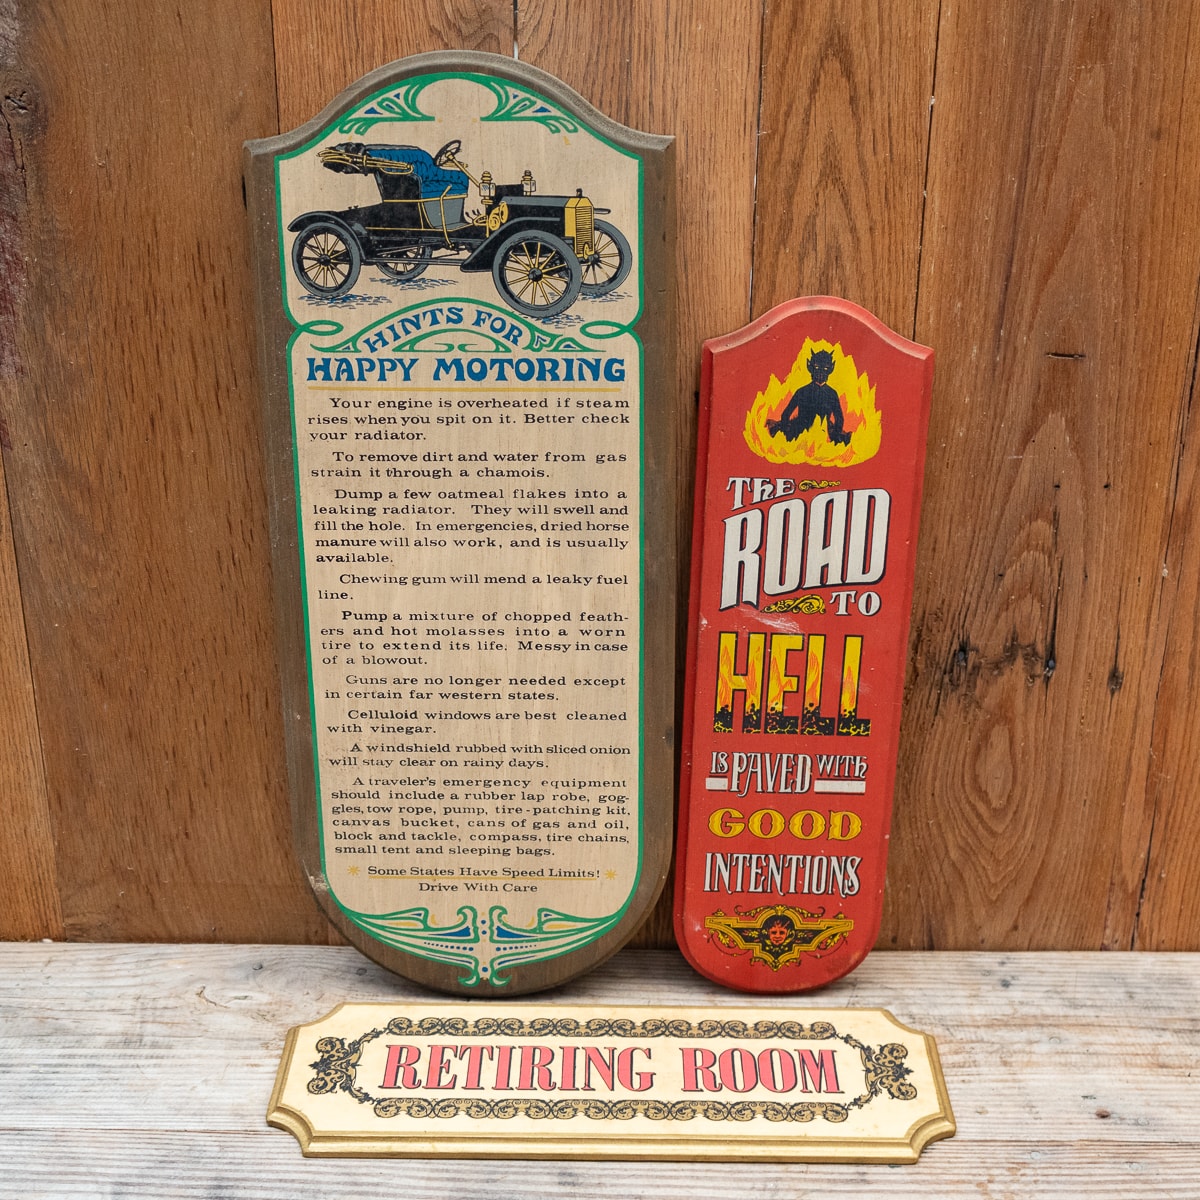 HINTS FOR
HAPPY MOTORING
Your engine is overheated if steam
rises when you spit on it. Better check
your radiator.
To remove dirt and water from gas
strain it through a chamois.
Dump a few oatmeal flakes into a
leaking radiator. They will swell and
fill the hole. In emergencies, dried horse
manure will also work, and is usually
available.
Chewing gum will mend a leaky fuel
line.
Pump a mixture of chopped feath-
ers and hot molasses into a worn
tire to extend its life. Messy in case
of a blowout.
Guns are no longer needed except
in certain far western states.
Celluloid windows are best cleaned
with vinegar.
A windshield rubbed with sliced onion
will stay clear on rainy days.
A traveler's emergency equipment
should include a rubber lap robe, gog-
gles, tow rope, pump, tire-patching kit,
canvas bucket, cans of gas and oil,
block and tackle, compass, tire chains,
small tent and sleeping bags.
Some States Have Speed Limits!
Drive With Care
THE
ROAD
TO
HELL
IS PAVED WITH
GOOD
INTENTIONS
RETIRING ROOM